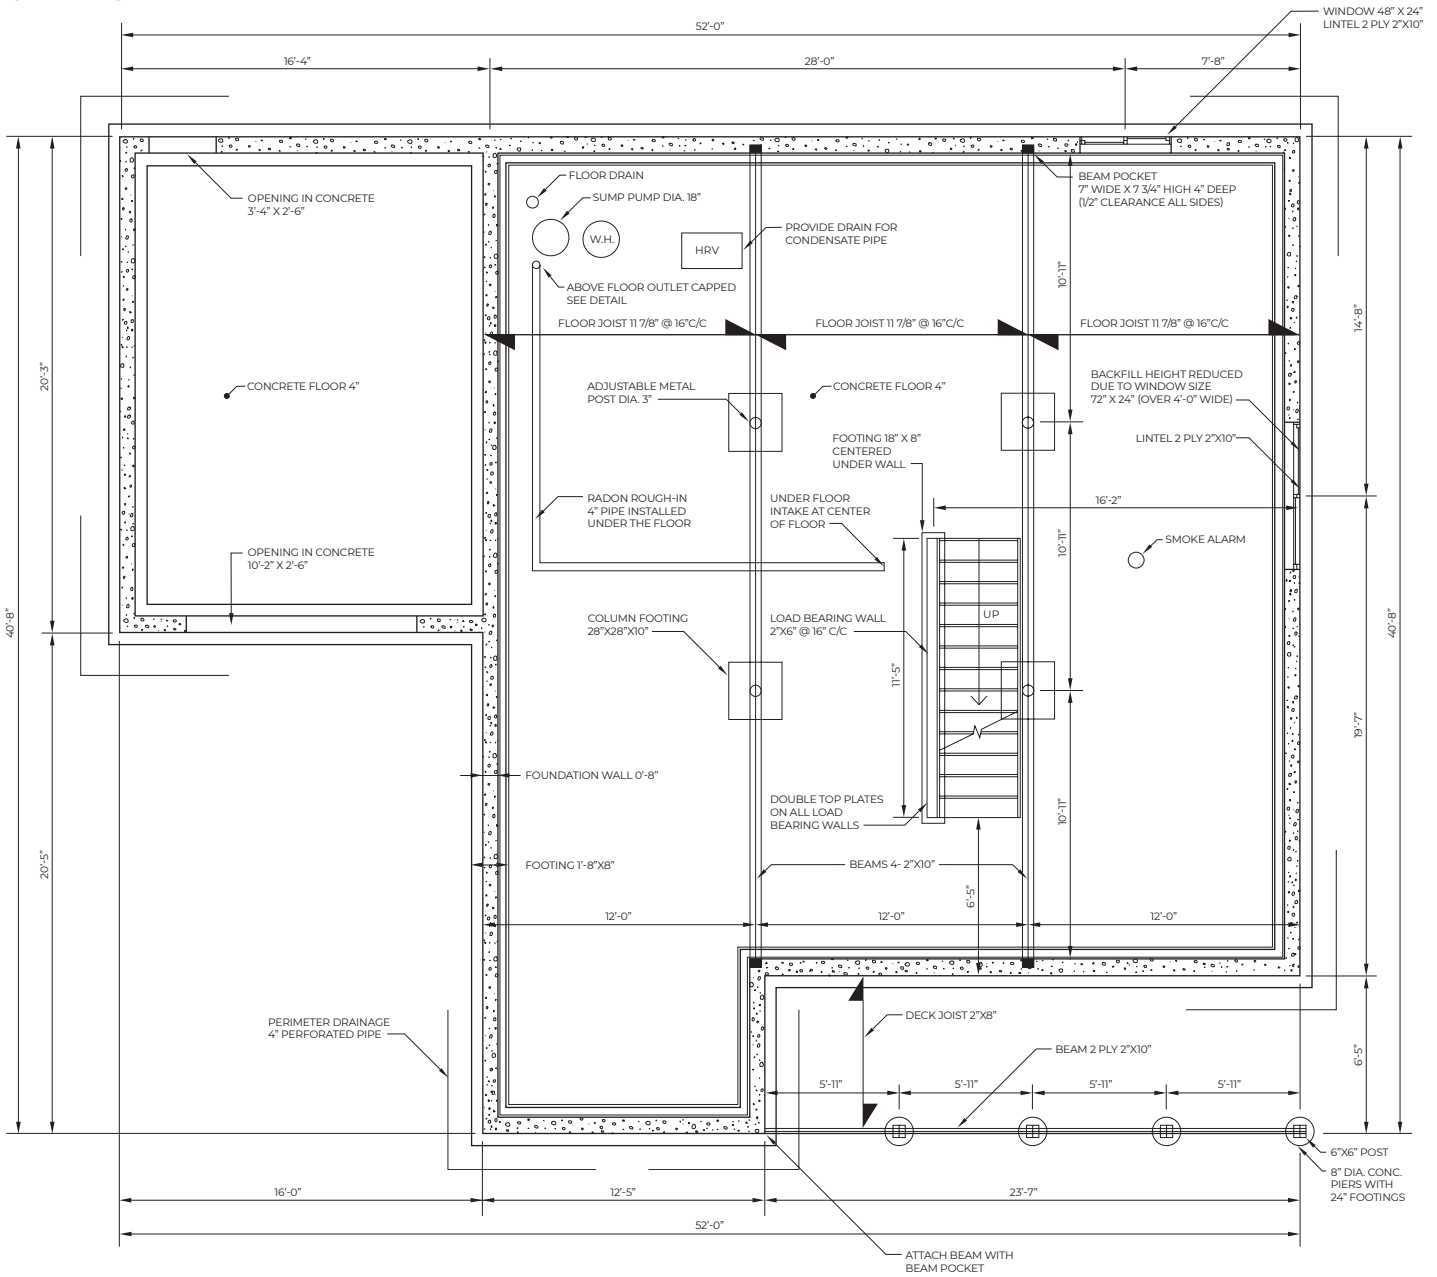 WINDOW 48" X 24"
LINTEL 2 PLY 2"X10"
52'-0"
16'-4"
28'-0"
7'-8"
FLOOR DRAIN
SUMP PUMP DIA. 18"
W.H.
HRV
PROVIDE DRAIN FOR
CONDENSATE PIPE
BEAM POCKET
7" WIDE X 7 3/4" HIGH 4" DEEP
(1/2" CLEARANCE ALL SIDES)
OPENING IN CONCRETE
3'-4" X 2'-6"
ABOVE FLOOR OUTLET CAPPED
SEE DETAIL
10'-11"
14'-8"
FLOOR JOIST 11 7/8" @ 16"C/C
FLOOR JOIST 11 7/8" @ 16"C/C
FLOOR JOIST 11 7/8" @ 16"C/C
20'-3"
CONCRETE FLOOR 4"
ADJUSTABLE METAL
POST DIA. 3"
CONCRETE FLOOR 4"
BACKFILL HEIGHT REDUCED
DUE TO WINDOW SIZE
72" X 24" (OVER 4'-0" WIDE)
FOOTING 18" X 8"
CENTERED
UNDER WALL
LINTEL 2 PLY 2"X10"
RADON ROUGH-IN
4" PIPE INSTALLED
UNDER THE FLOOR
UNDER FLOOR
INTAKE AT CENTER
OF FLOOR
16'-2"
10'-11"
SMOKE ALARM
OPENING IN CONCRETE
10'-2" X 2'-6"
40'-8"
40'-8"
COLUMN FOOTING
28"X28"X10"
LOAD BEARING WALL
2"X6" @ 16" C/C
UP
11'-5"
19'-7"
FOUNDATION WALL 0'-8"
DOUBLE TOP PLATES
ON ALL LOAD
BEARING WALLS
10'-11"
20'-5"
FOOTING 1'-8"X8"
BEAMS 4- 2"X10"
6'-5"
12'-0"
12'-0"
12'-0"
PERIMETER DRAINAGE
4" PERFORATED PIPE
DECK JOIST 2"X8"
BEAM 2 PLY 2"X10"
6'-5"
5'-11"
5'-11"
5'-11"
5'-11"
6"X6" POST
8" DIA. CONC.
PIERS WITH
24" FOOTINGS
16'-0"
12'-5"
23'-7"
52'-0"
ATTACH BEAM WITH
BEAM POCKET